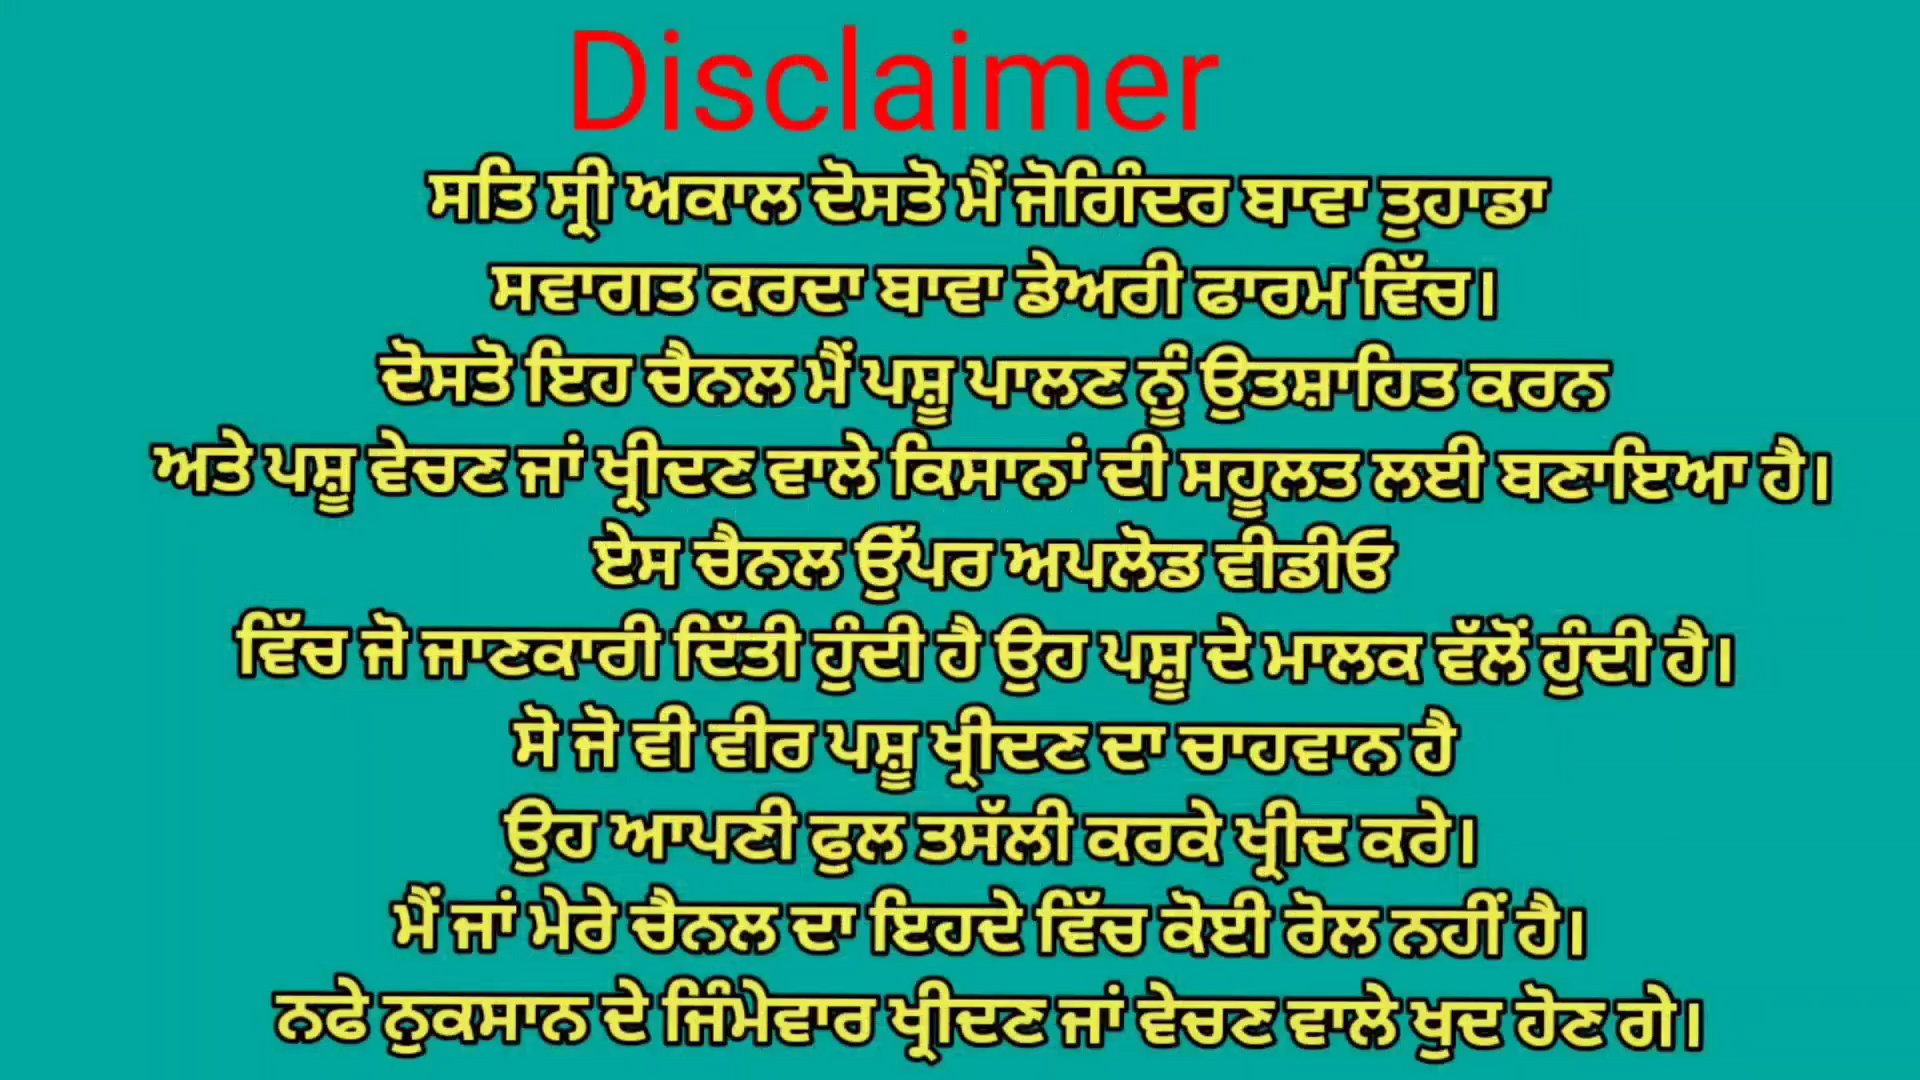 Disclaimer
ਸਤਿ ਸ੍ਰੀ ਅਕਾਲ ਦੋਸਤੋ ਮੈਂ ਜੋਗਿੰਦਰ ਬਾਵਾ ਤੁਹਾਡਾ
ਸਵਾਗਤ ਕਰਦਾ ਬਾਵਾ ਡੇਅਰੀ ਫਾਰਮ ਵਿੱਚ।
ਦੋਸਤੋ ਇਹ ਚੈਨਲ ਮੈਂ ਪਸ਼ੂ ਪਾਲਣ ਨੂੰ ਉਤਸ਼ਾਹਿਤ ਕਰਨ
ਅਤੇ ਪਸ਼ੂ ਵੇਚਣ ਜਾਂ ਖ੍ਰੀਦਣ ਵਾਲੇ ਕਿਸਾਨਾਂ ਦੀ ਸਹੂਲਤ ਲਈ ਬਣਾਇਆ ਹੈ।
ਏਸ ਚੈਨਲ ਉੱਪਰ ਅਪਲੋਡ ਵੀਡੀਓ
ਵਿੱਚ ਜੋ ਜਾਣਕਾਰੀ ਦਿੱਤੀ ਹੁੰਦੀ ਹੈ ਉਹ ਪਸ਼ੂ ਦੇ ਮਾਲਕ ਵੱਲੋਂ ਹੁੰਦੀ ਹੈ।
ਸੋ ਜੋ ਵੀ ਵੀਰ ਪਸ਼ੂ ਖ੍ਰੀਦਣ ਦਾ ਚਾਹਵਾਨ ਹੈ
ਉਹ ਆਪਣੀ ਫੁਲ ਤਸੱਲੀ ਕਰਕੇ ਖ੍ਰੀਦ ਕਰੇ।
ਮੈਂ ਜਾਂ ਮੇਰੇ ਚੈਨਲ ਦਾ ਇਹਦੇ ਵਿੱਚ ਕੋਈ ਰੋਲ ਨਹੀਂ ਹੈ।
ਨਫੇ ਨੁਕਸਾਨ ਦੇ ਜਿੰਮੇਵਾਰ ਖ੍ਰੀਦਣ ਜਾਂ ਵੇਚਣ ਵਾਲੇ ਖੁਦ ਹੋਣ ਗੇ।